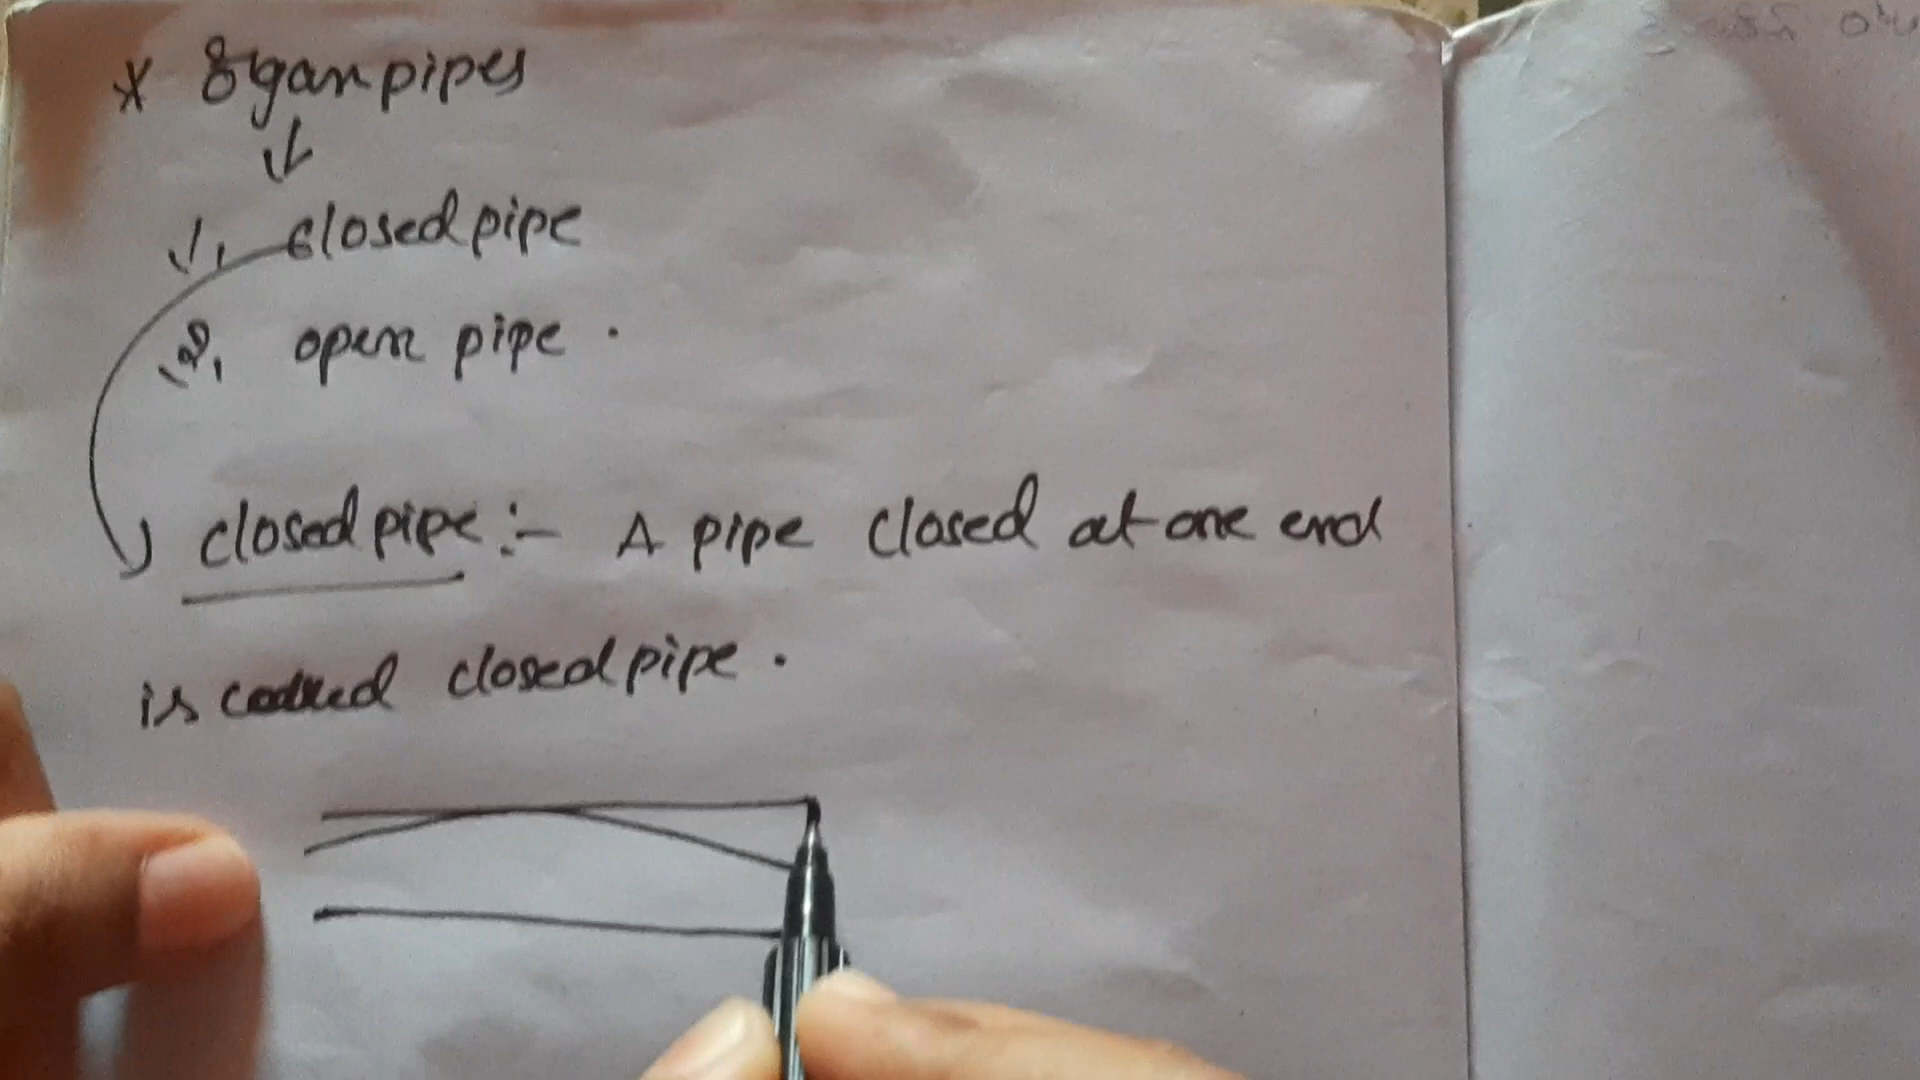 * Organ pipes
1, closed pipe
2, open pipe .
closed pipe :- A pipe closed at one end
is called closed pipe .